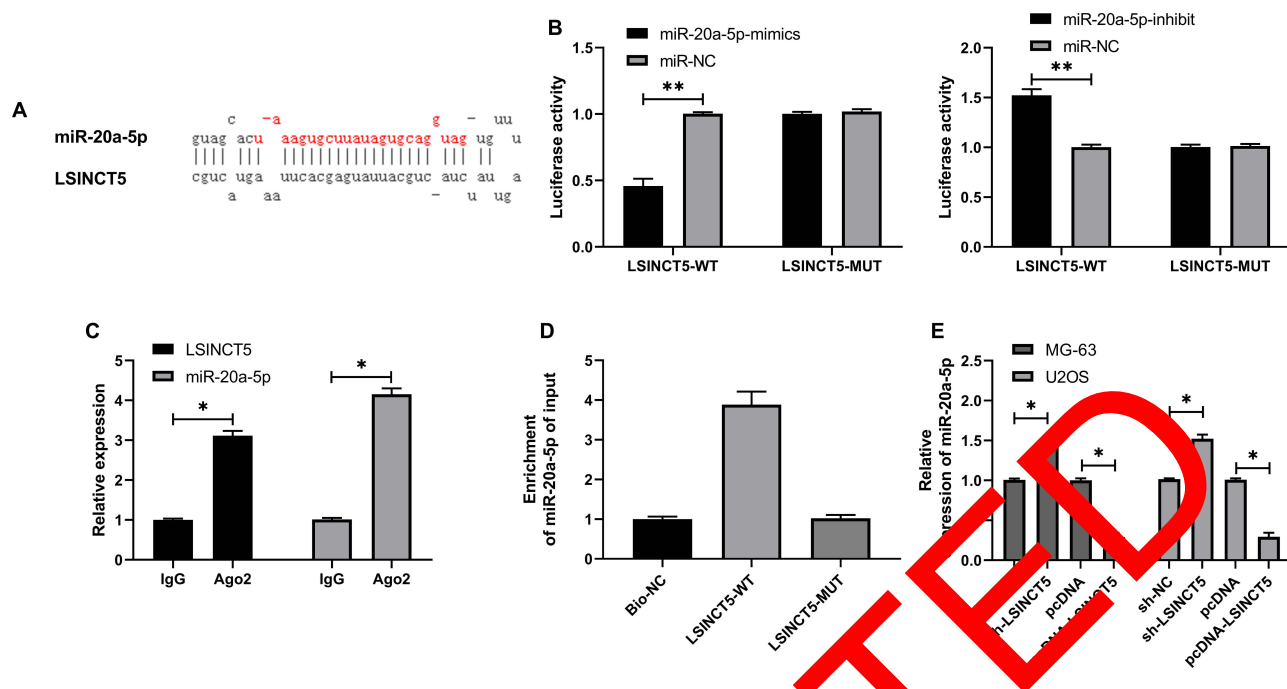 A
c -a g - uu
miR-20a-5p guag acu aagugcuuauagugcag uag ug u
LSINCT5 cguc uga uucacgaguauuacguc auc au a
a aa - u ug
B
miR-20a-5p-mimics
miR-NC
Luciferase activity
1.5
1.0
0.5
0.0
**
LSINCT5-WT LSINCT5-MUT
miR-20a-5p-inhibit
miR-NC
Luciferase activity
2.0
1.5
1.0
0.5
0.0
**
LSINCT5-WT LSINCT5-MUT
C
LSINCT5
miR-20a-5p
Relative expression
5
4
3
2
1
0
* *
IgG Ago2 IgG Ago2
D
Enrichment
of miR-20a-5p of input
5
4
3
2
1
0
Bio-NC
LSINCT5-WT
LSINCT5-MUT
E
MG-63
U2OS
Relative
of miR-20a-5p
2.5
2.0
1.5
1.0
* * * *
pcDNA
sh-NC
sh-LSINCT5
pcDNA
pcDNA-LSINCT5
TED